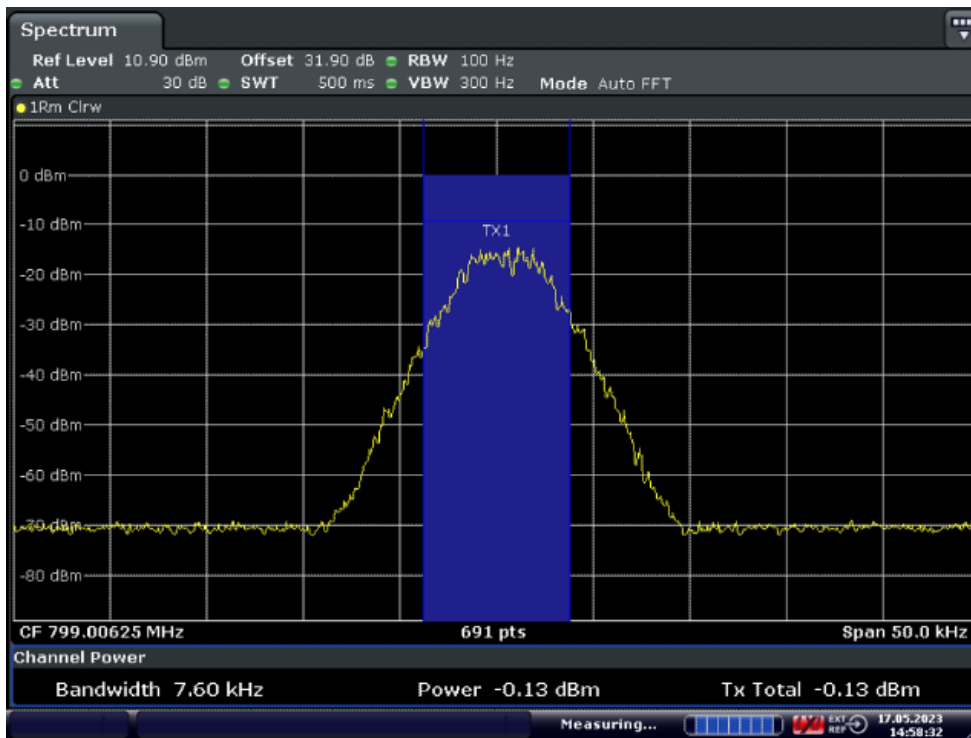 Spectrum
Ref Level 10.90 dBm Offset 31.90 dB RBW 100 Hz
Att 30 dB SWT 500 ms VBW 300 Hz Mode Auto FFT
1Rm Clrw
0 dBm
-10 dBm
TX1
-20 dBm
-30 dBm
-40 dBm
-50 dBm
-60 dBm
-70 dBm
-80 dBm
CF 799.00625 MHz 691 pts Span 50.0 kHz
Channel Power
Bandwidth 7.60 kHz Power -0.13 dBm Tx Total -0.13 dBm
Measuring... EXT REF 17.05.2023
14:58:32